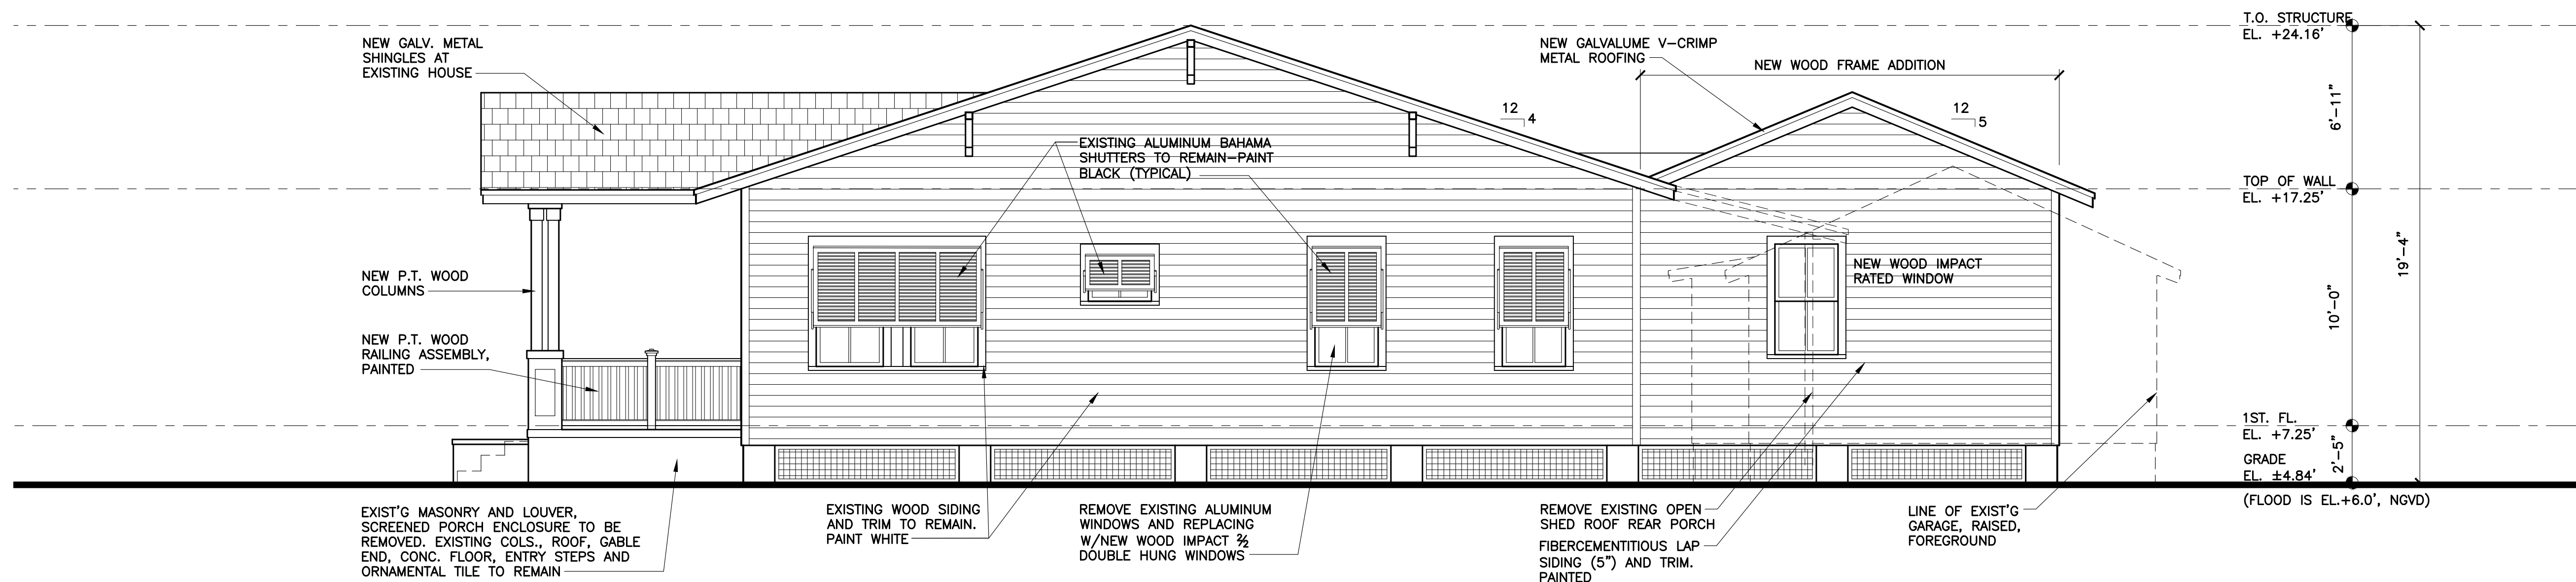 NEW GALV. METAL
SHINGLES AT
EXISTING HOUSE
NEW P.T. WOOD
COLUMNS
NEW P.T. WOOD
RAILING ASSEMBLY,
PAINTED
EXIST'G MASONRY AND LOUVER,
SCREENED PORCH ENCLOSURE TO BE
REMOVED. EXISTING COLS., ROOF, GABLE
END, CONC. FLOOR, ENTRY STEPS AND
ORNAMENTAL TILE TO REMAIN
EXISTING ALUMINUM BAHAMA
SHUTTERS TO REMAIN-PAINT
BLACK (TYPICAL)
EXISTING WOOD SIDING
AND TRIM TO REMAIN.
PAINT WHITE
REMOVE EXISTING ALUMINUM
WINDOWS AND REPLACING
W/NEW WOOD IMPACT 2/2
DOUBLE HUNG WINDOWS
NEW GALVALUME V-CRIMP
METAL ROOFING
NEW WOOD FRAME ADDITION
12
4
12
5
NEW WOOD IMPACT
RATED WINDOW
REMOVE EXISTING OPEN
SHED ROOF REAR PORCH
FIBERCEMENTITIOUS LAP
SIDING (5") AND TRIM.
PAINTED
LINE OF EXIST'G
GARAGE, RAISED,
FOREGROUND
T.O. STRUCTURE
EL. +24.16'
6'-11"
TOP OF WALL
EL. +17.25'
19'-4"
10'-0"
1ST. FL.
EL. +7.25'
2'-5"
GRADE
EL. ±4.84'
(FLOOD IS EL.+6.0', NGVD)